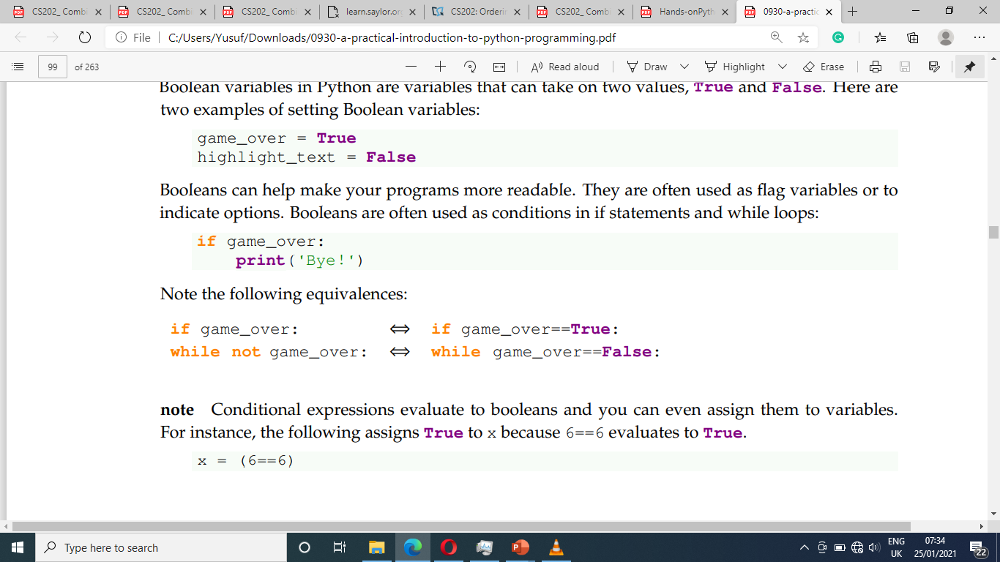 CS202_ Combi
CS202_ Combi
CS202_ Combi
learn.saylor.org
CS202: Orderin
CS202_ Combi
Hands-onPyth
0930-a-practic
File
C:/Users/Yusuf/Downloads/0930-a-practical-introduction-to-python-programming.pdf
99 of 263
Read aloud
Draw
Highlight
Erase
Boolean variables in Python are variables that can take on two values, True and False. Here are
two examples of setting Boolean variables:
game_over = True
highlight_text = False
Booleans can help make your programs more readable. They are often used as flag variables or to
indicate options. Booleans are often used as conditions in if statements and while loops:
if game_over:
print('Bye!')
Note the following equivalences:
if game_over: ⇔ if game_over==True:
while not game_over: ⇔ while game_over==False:
note Conditional expressions evaluate to booleans and you can even assign them to variables.
For instance, the following assigns True to x because 6==6 evaluates to True.
x = (6==6)
Type here to search
ENG
UK
07:34
25/01/2021
22